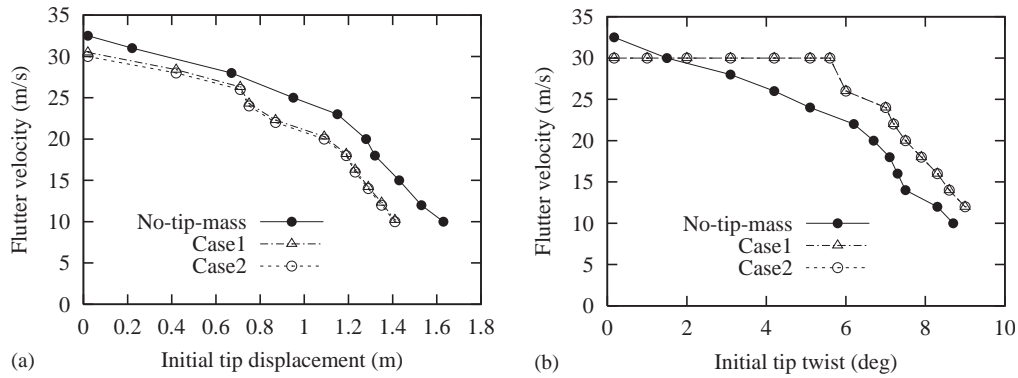 35
30
25
20
15
10
5
0
Flutter velocity (m/s)
No-tip-mass
Case1
Case2
0 0.2 0.4 0.6 0.8 1 1.2 1.4 1.6 1.8
(a) Initial tip displacement (m)
35
30
25
20
15
10
5
0
Flutter velocity (m/s)
No-tip-mass
Case1
Case2
0 2 4 6 8 10
(b) Initial tip twist (deg)